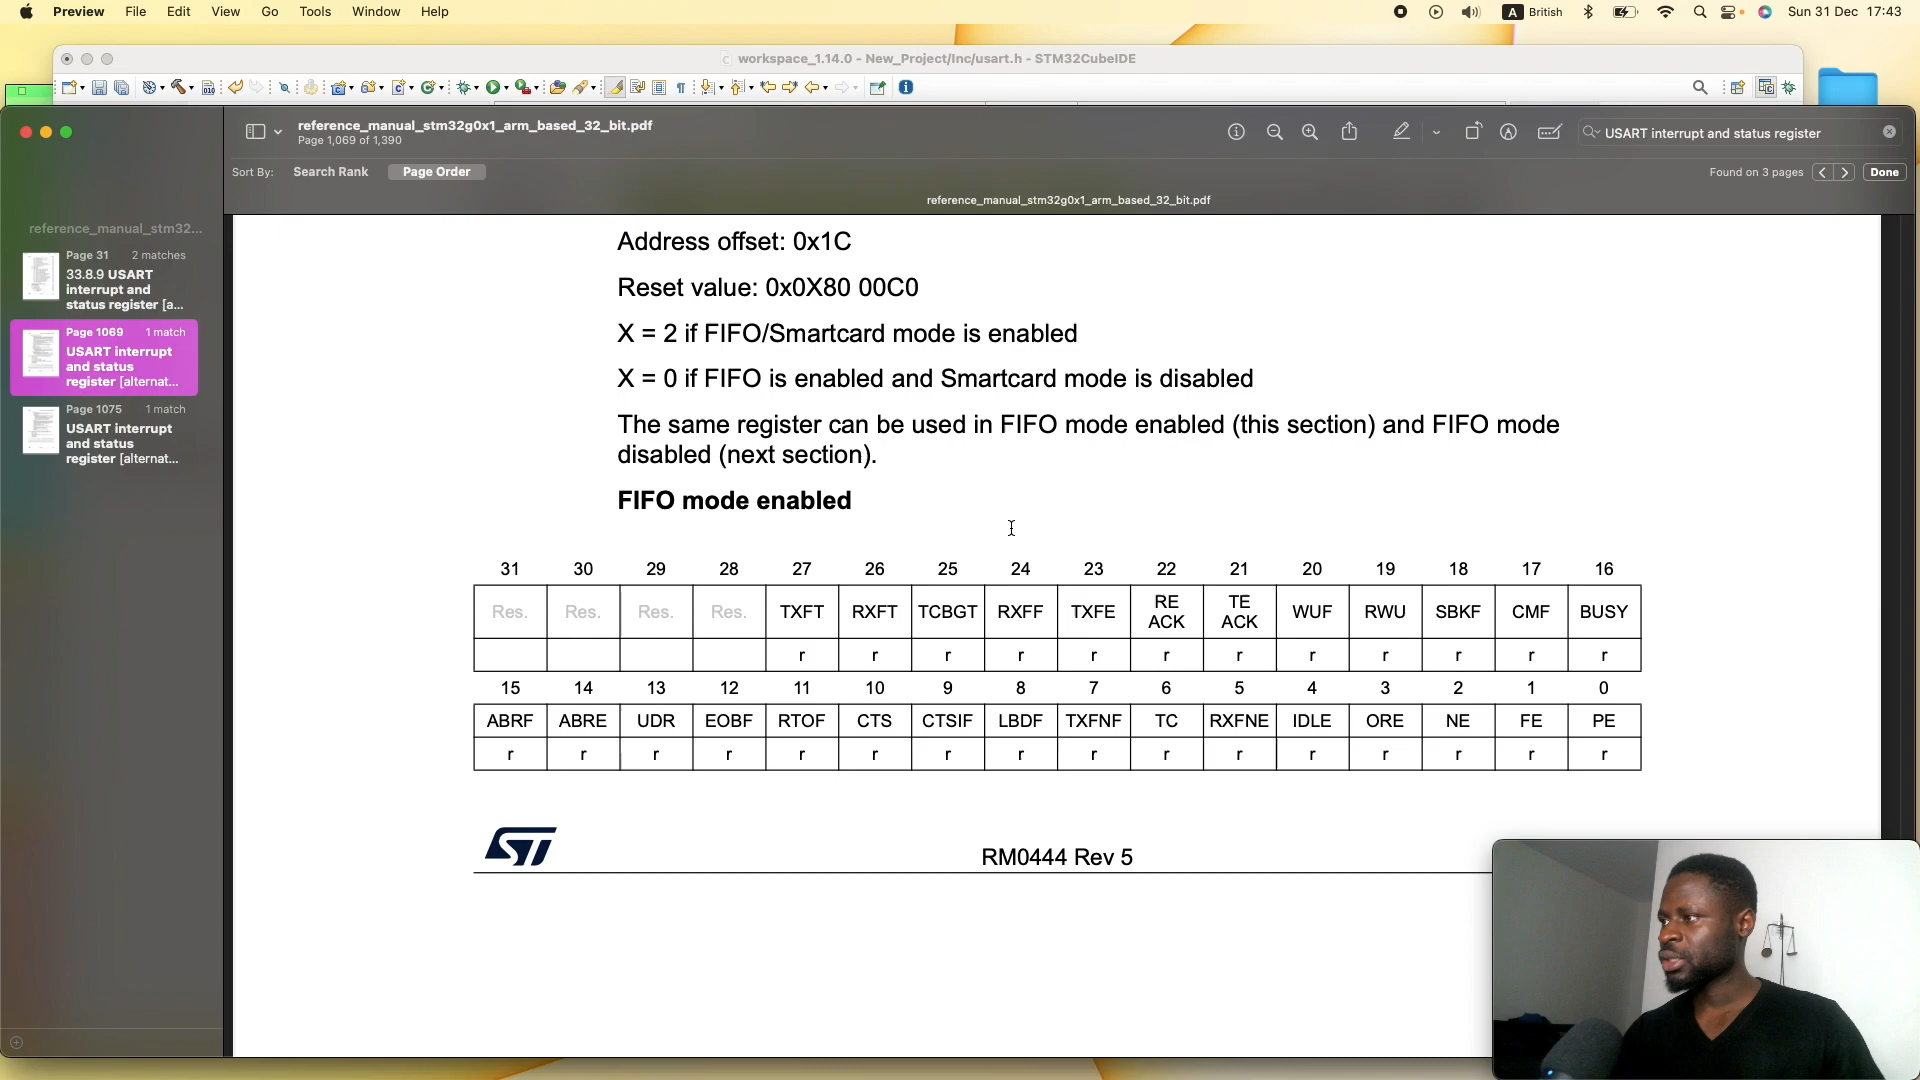 Preview File Edit View Go Tools Window Help
A British Sun 31 Dec 17:43
workspace_1.14.0 - New_Project/Inc/usart.h - STM32CubeIDE
reference_manual_stm32g0x1_arm_based_32_bit.pdf
Page 1,069 of 1,390
USART interrupt and status register
Sort By: Search Rank Page Order
Found on 3 pages Done
reference_manual_stm32g0x1_arm_based_32_bit.pdf
reference_manual_stm32...
Page 31 2 matches
33.8.9 USART
interrupt and
status register [a...
Page 1069 1 match
USART interrupt
and status
register [alternat...
Page 1075 1 match
USART interrupt
and status
register [alternat...
Address offset: 0x1C
Reset value: 0x0X80 00C0
X = 2 if FIFO/Smartcard mode is enabled
X = 0 if FIFO is enabled and Smartcard mode is disabled
The same register can be used in FIFO mode enabled (this section) and FIFO mode
disabled (next section).
FIFO mode enabled
31 30 29 28 27 26 25 24 23 22 21 20 19 18 17 16
Res. Res. Res. Res. TXFT RXFT TCBGT RXFF TXFE RE ACK TE ACK WUF RWU SBKF CMF BUSY
r r r r r r r r r r r r
15 14 13 12 11 10 9 8 7 6 5 4 3 2 1 0
ABRF ABRE UDR EOBF RTOF CTS CTSIF LBDF TXFNF TC RXFNE IDLE ORE NE FE PE
r r r r r r r r r r r r r r r r
ST
RM0444 Rev 5